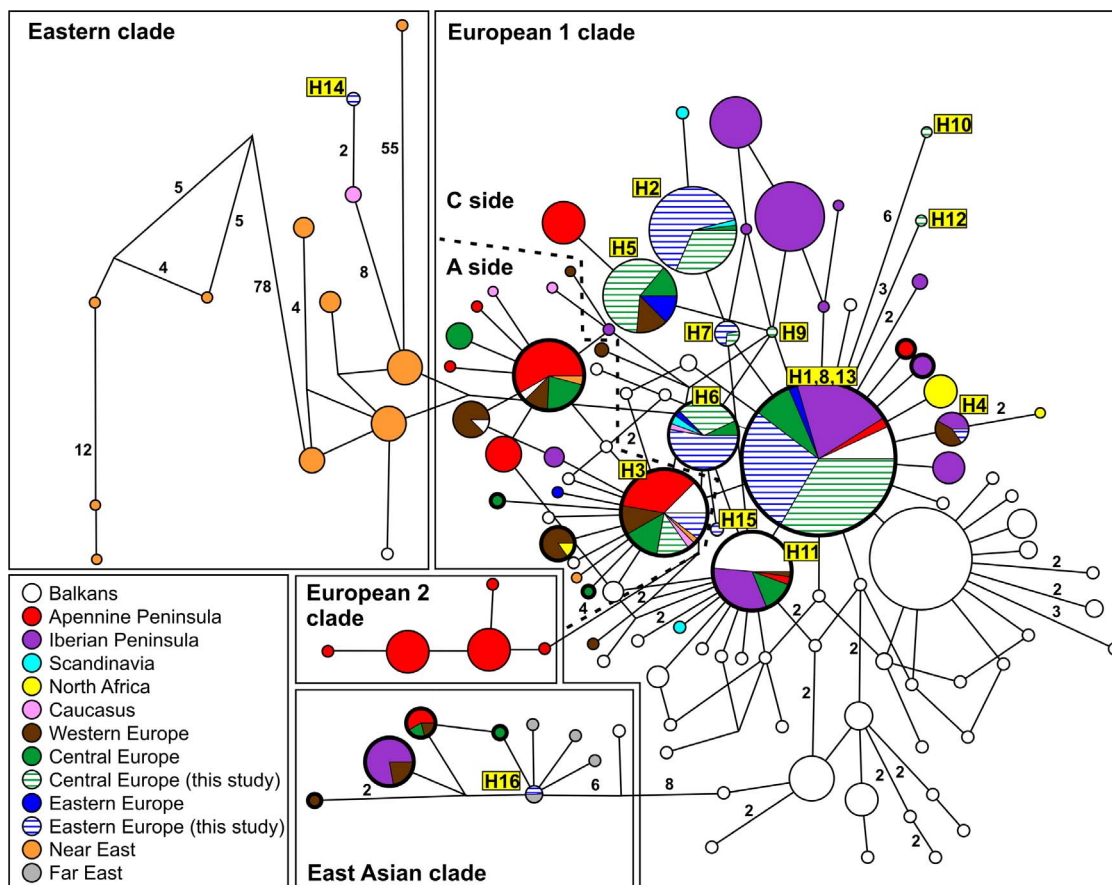 Eastern clade
European 1 clade
55
H14
2
H10
5
5
4
78
4
8
12
C side
A side
H2
H5
6
H12
3
2
H7
H9
H1,8,13
H6
2
H4
2
H3
H15
H11
4
2
2
2
2
2
3
2
2
2
2
2
2
European 2
clade
Balkans
Apennine Peninsula
Iberian Peninsula
Scandinavia
North Africa
Caucasus
Western Europe
Central Europe
Central Europe (this study)
Eastern Europe
Eastern Europe (this study)
Near East
Far East
H16
2
6
8
East Asian clade